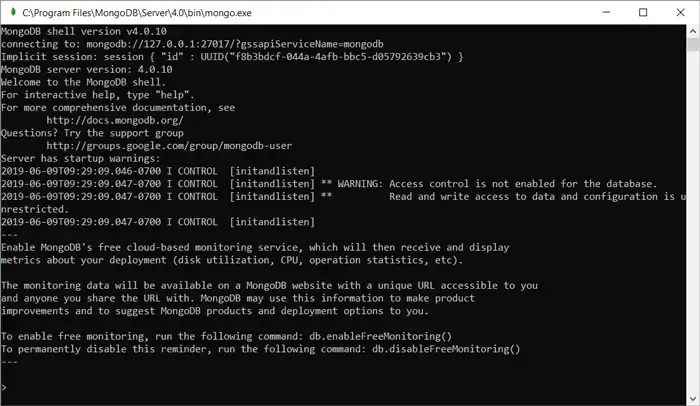 C:\Program Files\MongoDB\Server\4.0\bin\mongo.exe
MongoDB shell version v4.0.10
connecting to: mongodb://127.0.0.1:27017/?gssapiServiceName=mongodb
Implicit session: session { "id" : UUID("f8b3bdcf-044a-4afb-bbc5-d05792639cb3") }
MongoDB server version: 4.0.10
Welcome to the MongoDB shell.
For interactive help, type "help".
For more comprehensive documentation, see
        http://docs.mongodb.org/
Questions? Try the support group
        http://groups.google.com/group/mongodb-user
Server has startup warnings:
2019-06-09T09:29:09.046-0700 I CONTROL  [initandlisten]
2019-06-09T09:29:09.047-0700 I CONTROL  [initandlisten] ** WARNING: Access control is not enabled for the database.
2019-06-09T09:29:09.047-0700 I CONTROL  [initandlisten] **          Read and write access to data and configuration is u
nrestricted.
2019-06-09T09:29:09.047-0700 I CONTROL  [initandlisten]
---
Enable MongoDB's free cloud-based monitoring service, which will then receive and display
metrics about your deployment (disk utilization, CPU, operation statistics, etc).

The monitoring data will be available on a MongoDB website with a unique URL accessible to you
and anyone you share the URL with. MongoDB may use this information to make product
improvements and to suggest MongoDB products and deployment options to you.

To enable free monitoring, run the following command: db.enableFreeMonitoring()
To permanently disable this reminder, run the following command: db.disableFreeMonitoring()
---

>